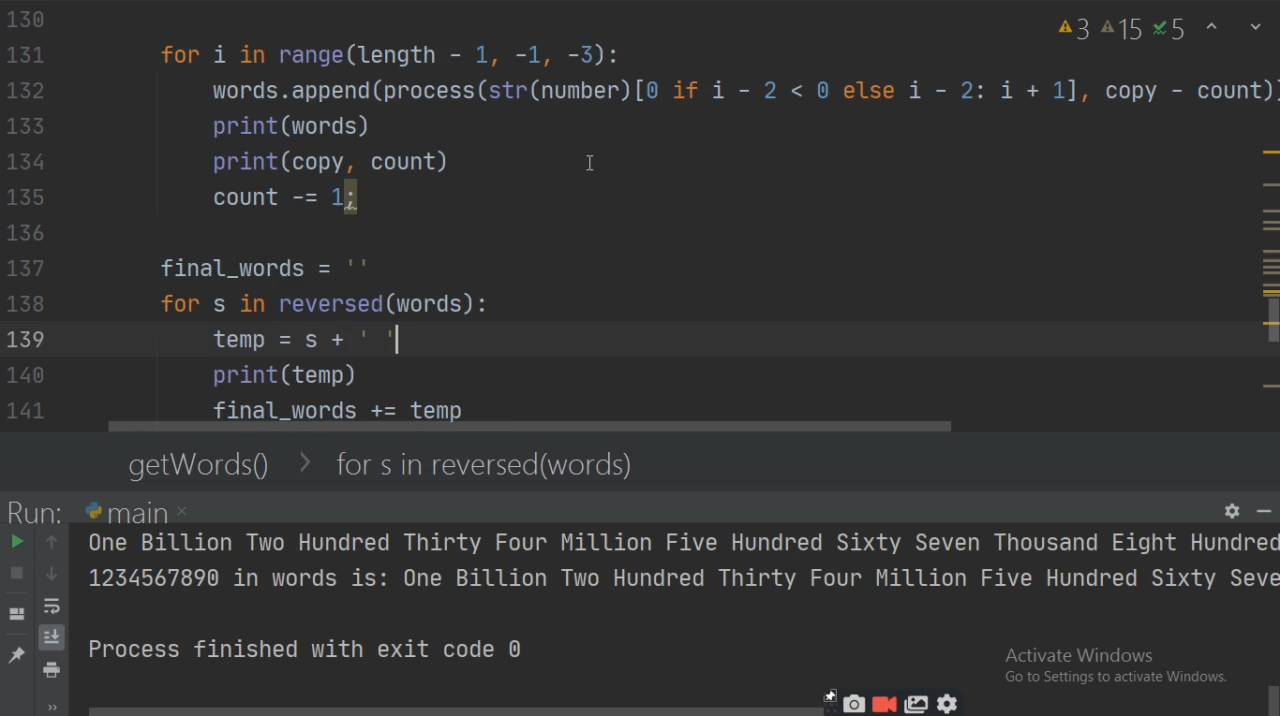 130
3 15 5
131 for i in range(length - 1, -1, -3):
132 words.append(process(str(number)[0 if i - 2 < 0 else i - 2: i + 1], copy - count)
133 print(words)
134 print(copy, count)
135 count -= 1;
136
137 final_words = ''
138 for s in reversed(words):
139 temp = s + ' '
140 print(temp)
141 final_words += temp
getWords() > for s in reversed(words)
Run: main ×
One Billion Two Hundred Thirty Four Million Five Hundred Sixty Seven Thousand Eight Hundred
1234567890 in words is: One Billion Two Hundred Thirty Four Million Five Hundred Sixty Seve
Process finished with exit code 0
Activate Windows
Go to Settings to activate Windows.